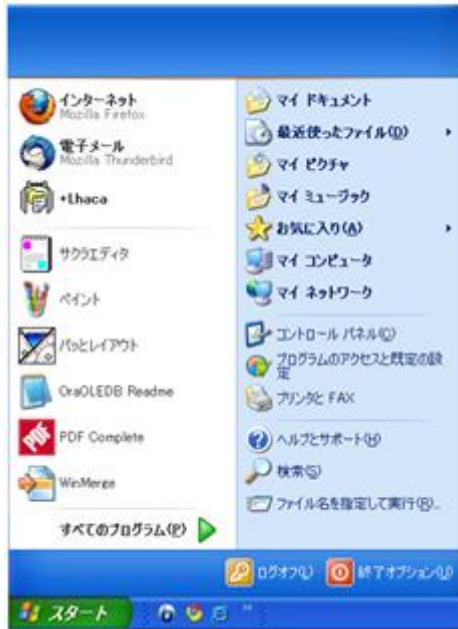 インターネット
Mozilla Firefox
電子メール
Mozilla Thunderbird
+Lhaca
サクラエディタ
ペイント
パッとレイアウト
OraOLEDB Readme
PDF Complete
WinMerge
すべてのプログラム(P)
マイ ドキュメント
最近使ったファイル(D)
マイ ピクチャ
マイ ミュージック
お気に入り(A)
マイ コンピュータ
マイ ネットワーク
コントロール パネル(C)
プログラムのアクセスと既定の設
定
プリンタと FAX
ヘルプとサポート(H)
検索(S)
ファイル名を指定して実行(R)...
ログオフ(L)
終了オプション(U)
スタート